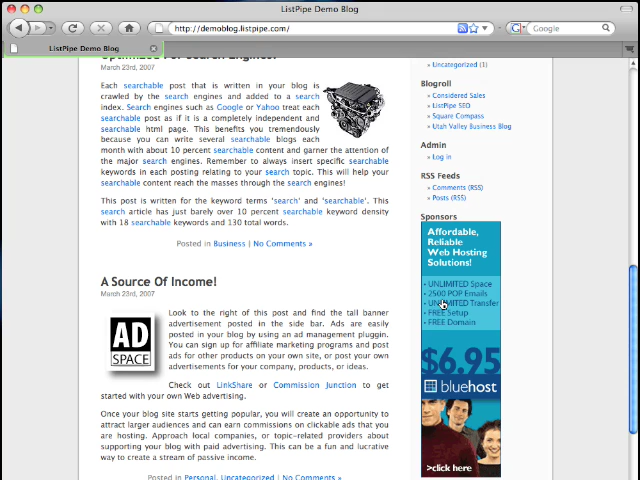 ListPipe Demo Blog
http://demoblog.listpipe.com/
Google
ListPipe Demo Blog
Optimized For Search Engines!
March 23rd, 2007
Each searchable post that is written in your blog is
crawled by the search engines and added to a search
index. Search engines such as Google or Yahoo treat each
searchable post as if it is a completely independent and
searchable html page. This benefits you tremendously
because you can write several searchable blogs each
month with about 10 percent searchable content and garner the attention of
the major search engines. Remember to always insert specific searchable
keywords in each posting relating to your search topic. This will help your
searchable content reach the masses through the search engines!
This post is written for the keyword terms 'search' and 'searchable'. This
search article has just barely over 10 percent searchable keyword density
with 18 searchable keywords and 130 total words.
Posted in Business | No Comments »
A Source Of Income!
March 23rd, 2007
AD
SPACE
Look to the right of this post and find the tall banner
advertisement posted in the side bar. Ads are easily
posted in your blog by using an ad management pluggin.
You can sign up for affiliate marketing programs and post
ads for other products on your own site, or post your own
advertisements for your company, products, or ideas.
Check out LinkShare or Commission Junction to get
started with your own Web advertising.
Once your blog site starts getting popular, you will create an opportunity to
attract larger audiences and can earn commissions on clickable ads that you
are hosting. Approach local companies, or topic-related providers about
supporting your blog with paid advertising. This can be a fun and lucrative
way to create a stream of passive income.
Posted in Personal, Uncategorized | No Comments »
» Uncategorized (1)
Blogroll
» Considered Sales
» ListPipe SEO
» Square Compass
» Utah Valley Business Blog
Admin
» Log in
RSS Feeds
» Comments (RSS)
» Posts (RSS)
Sponsors
Affordable,
Reliable
Web Hosting
Solutions!
• UNLIMITED Space
• 2500 POP Emails
• UNLIMITED Transfer
• FREE Setup
• FREE Domain
$6.95
bluehost
>click here